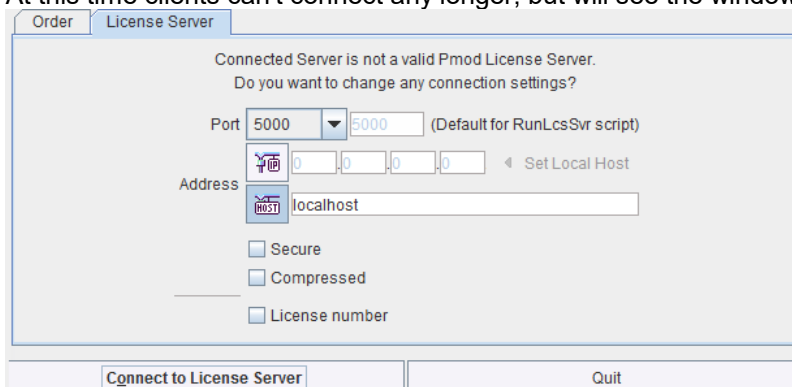 At this time clients can't connect any longer, but will see the window
Order License Server
Connected Server is not a valid Pmod License Server.
Do you want to change any connection settings?
Port 5000 5000 (Default for RunLcsSvr script)
IP 0 .0 .0 .0 Set Local Host
Address
HOST localhost
Secure
Compressed
License number
Connect to License Server Quit